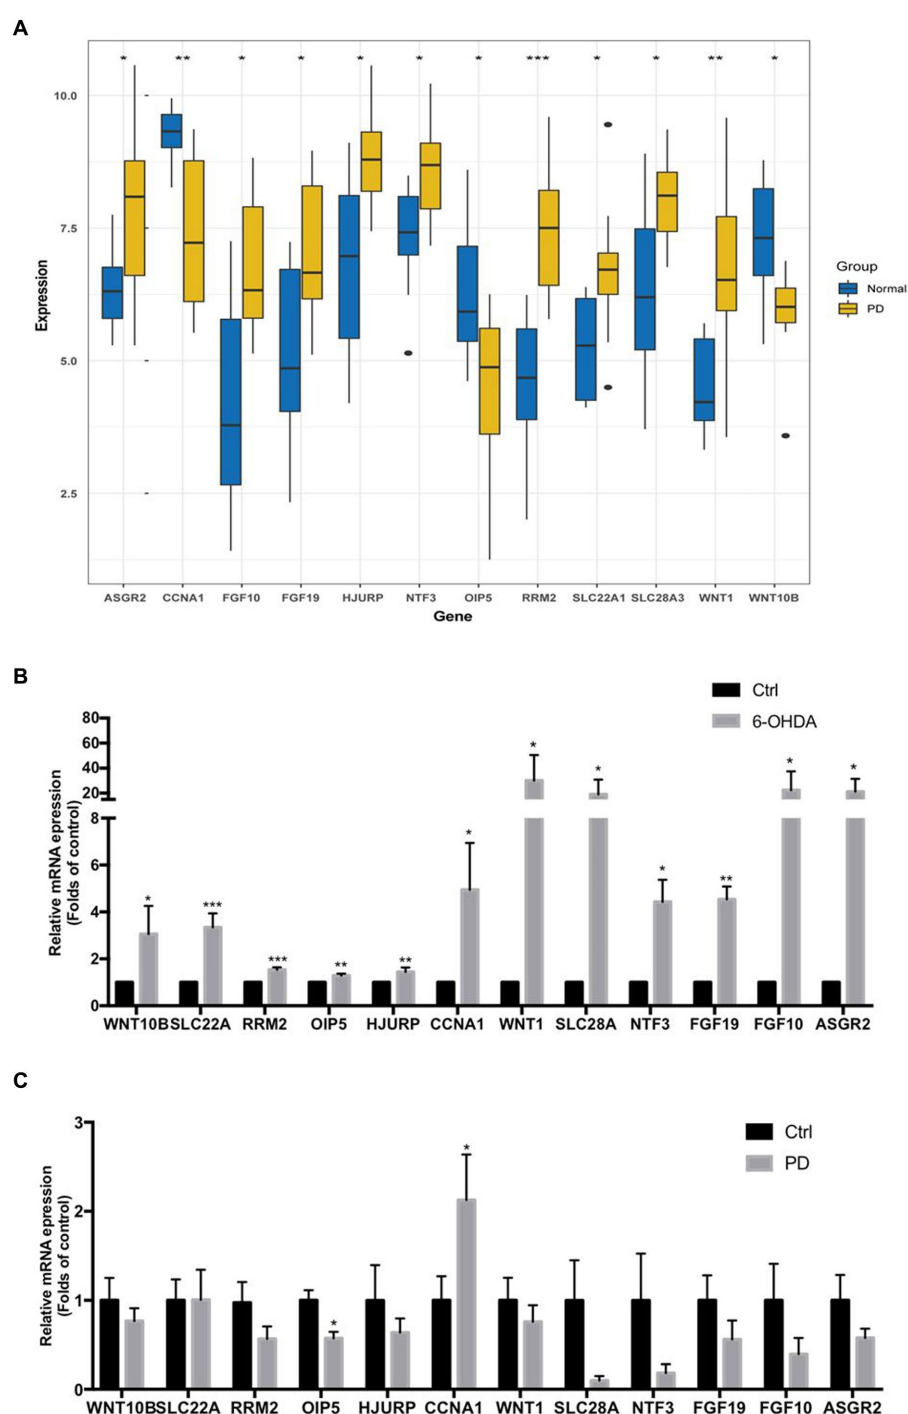 A
* ** * * * * * *** * * ** *
10.0
7.5
5.0
2.5
Expression
Group
Normal
PD
ASGR2 CCNA1 FGF10 FGF19 HJURP NTF3 OIP5 RRM2 SLC22A1 SLC28A3 WNT1 WNT10B
Gene
B
Ctrl
6-OHDA
80
60
40
20
8
6
4
2
0
Relative mRNA epression
(Folds of control)
* *** *** ** ** * * * * ** * *
WNT10B SLC22A RRM2 OIP5 HJURP CCNA1 WNT1 SLC28A NTF3 FGF19 FGF10 ASGR2
C
Ctrl
PD
3
2
1
0
Relative mRNA epression
(Folds of control)
* *
WNT10B SLC22A RRM2 OIP5 HJURP CCNA1 WNT1 SLC28A NTF3 FGF19 FGF10 ASGR2